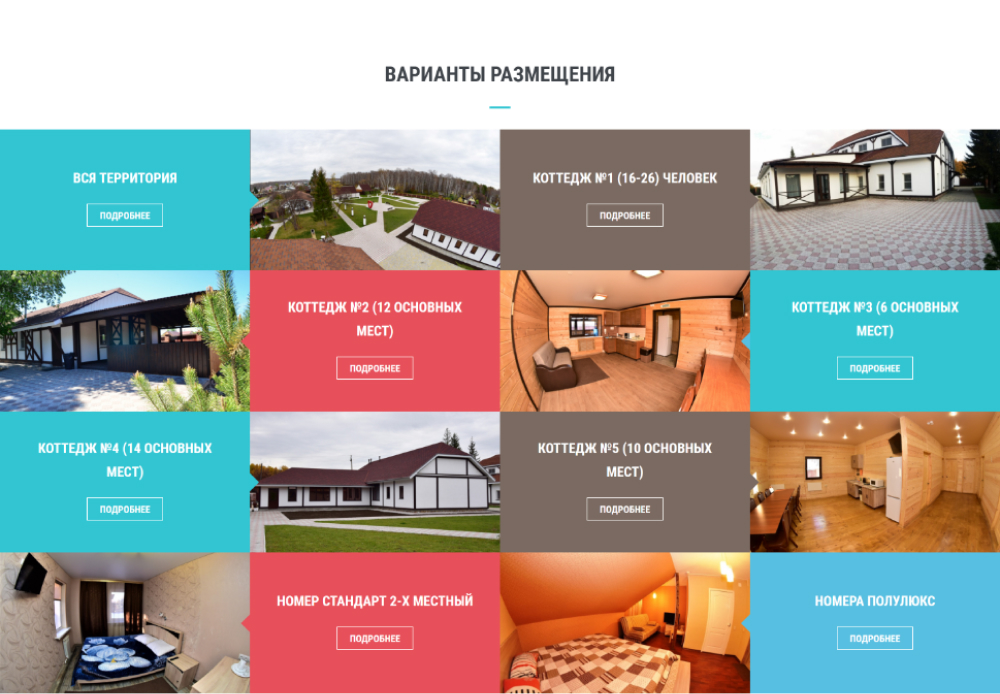 ВАРИАНТЫ РАЗМЕЩЕНИЯ
ВСЯ ТЕРРИТОРИЯ
ПОДРОБНЕЕ
КОТТЕДЖ №1 (16-26) ЧЕЛОВЕК
ПОДРОБНЕЕ
КОТТЕДЖ №2 (12 ОСНОВНЫХ
МЕСТ)
ПОДРОБНЕЕ
КОТТЕДЖ №3 (6 ОСНОВНЫХ
МЕСТ)
ПОДРОБНЕЕ
КОТТЕДЖ №4 (14 ОСНОВНЫХ
МЕСТ)
ПОДРОБНЕЕ
КОТТЕДЖ №5 (10 ОСНОВНЫХ
МЕСТ)
ПОДРОБНЕЕ
НОМЕР СТАНДАРТ 2-Х МЕСТНЫЙ
ПОДРОБНЕЕ
НОМЕРА ПОЛУЛЮКС
ПОДРОБНЕЕ